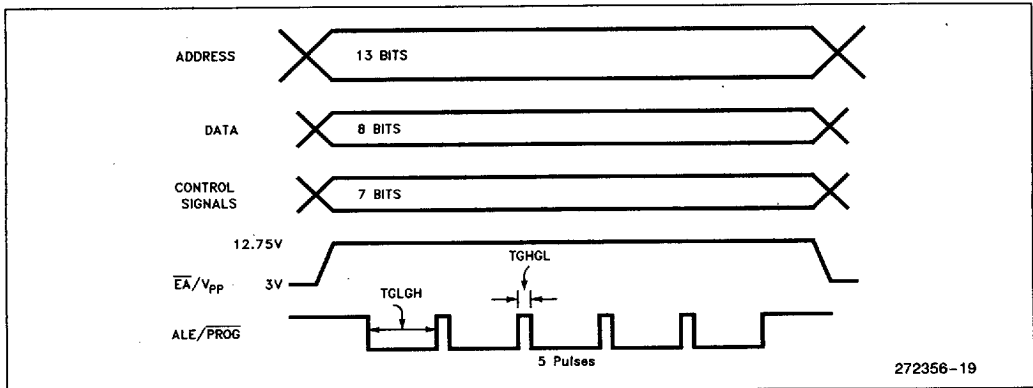 ADDRESS
13 BITS
DATA
8 BITS
CONTROL
SIGNALS
7 BITS
12.75V
EA/VPP
3V
TGHGL
TGLGH
ALE/PROG
5 Pulses
272356-19